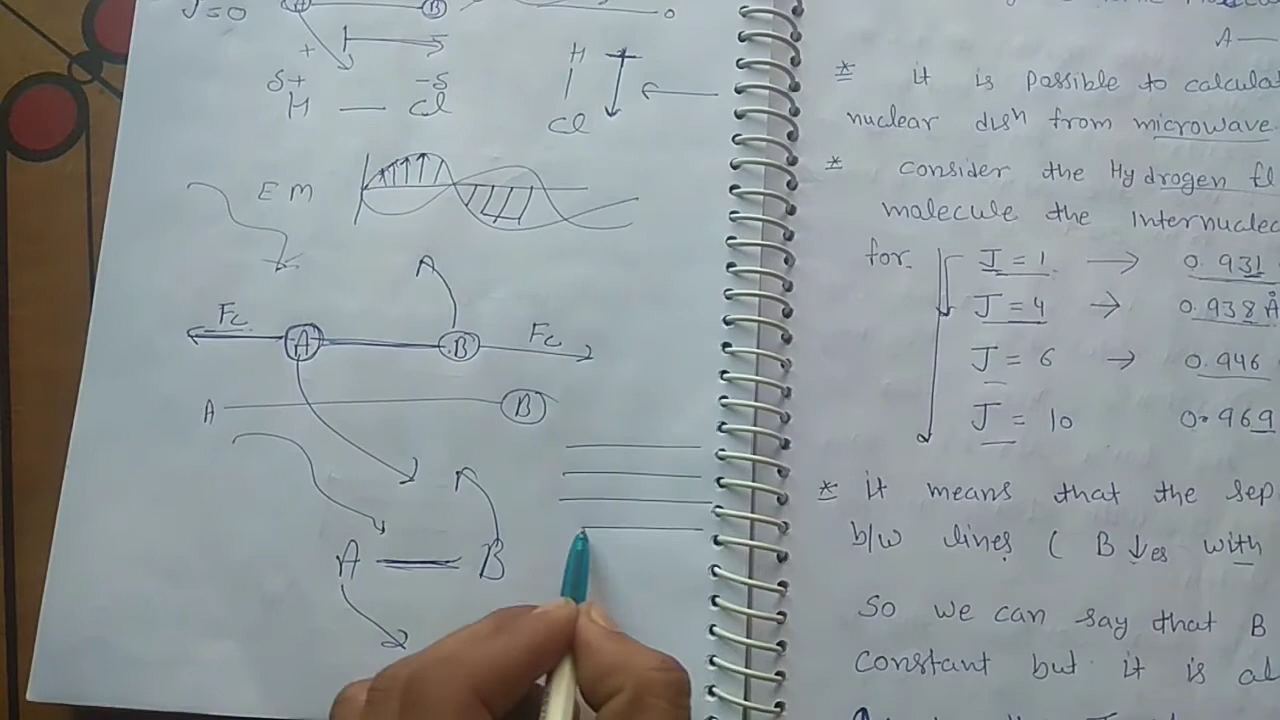 J=0
A B
0
+
δ+ -δ
H — Cl
H
Cl
E M
A
Fc A B Fc
A B
A B
A —
* it is possible to calculat
nuclear dis^n from microwave
* consider the Hydrogen fl
molecule the Internuclea
for J = 1 → 0.931
J = 4 → 0.938 Å
J = 6 → 0.946
J = 10 0.969
* it means that the sep
b/w lines ( B ↓es with
So we can say that B
constant but it is al